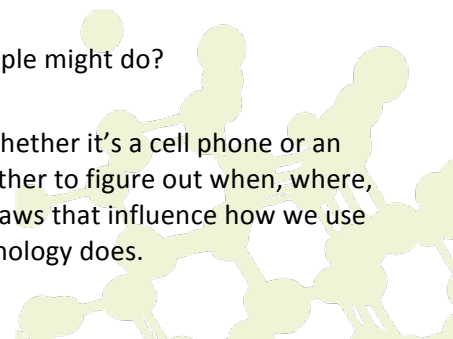 ple might do?
hether it’s a cell phone or an
ther to figure out when, where,
aws that influence how we use
nology does.